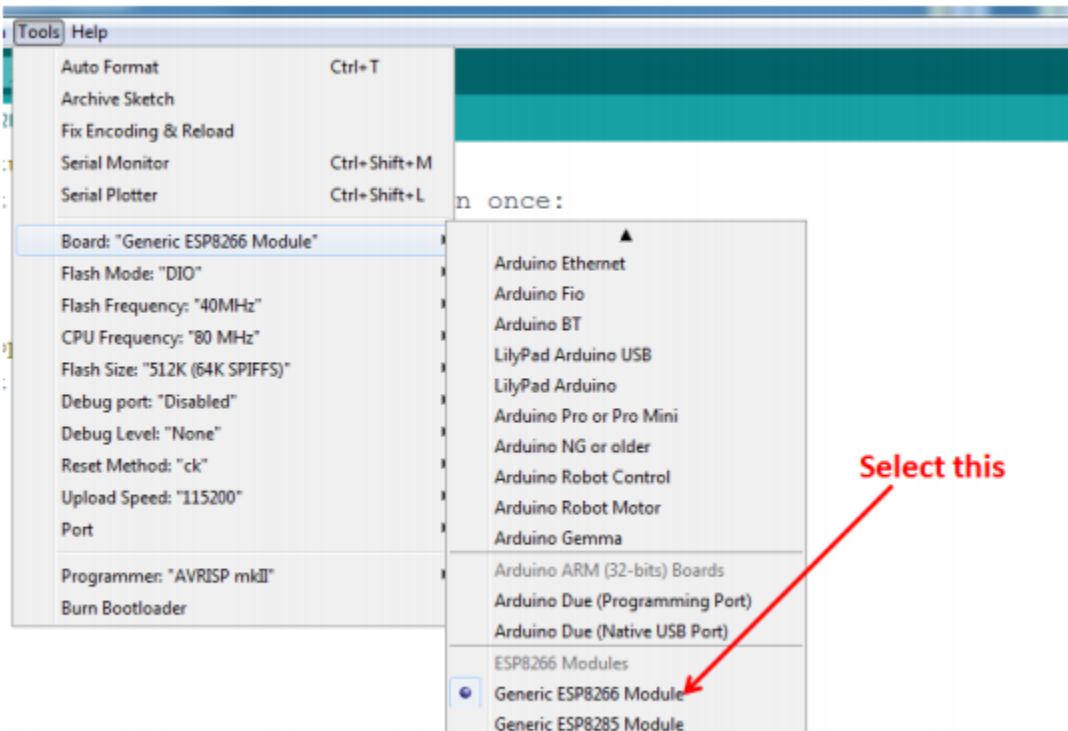 Tools Help
Auto Format Ctrl+T
Archive Sketch
Fix Encoding & Reload
Serial Monitor Ctrl+Shift+M
Serial Plotter Ctrl+Shift+L
n once:
Board: "Generic ESP8266 Module"
Flash Mode: "DIO"
Flash Frequency: "40MHz"
CPU Frequency: "80 MHz"
Flash Size: "512K (64K SPIFFS)"
Debug port: "Disabled"
Debug Level: "None"
Reset Method: "ck"
Upload Speed: "115200"
Port
Programmer: "AVRISP mkII"
Burn Bootloader
Arduino Ethernet
Arduino Fio
Arduino BT
LilyPad Arduino USB
LilyPad Arduino
Arduino Pro or Pro Mini
Arduino NG or older
Arduino Robot Control
Arduino Robot Motor
Arduino Gemma
Arduino ARM (32-bits) Boards
Arduino Due (Programming Port)
Arduino Due (Native USB Port)
ESP8266 Modules
Generic ESP8266 Module
Generic ESP8285 Module
Select this